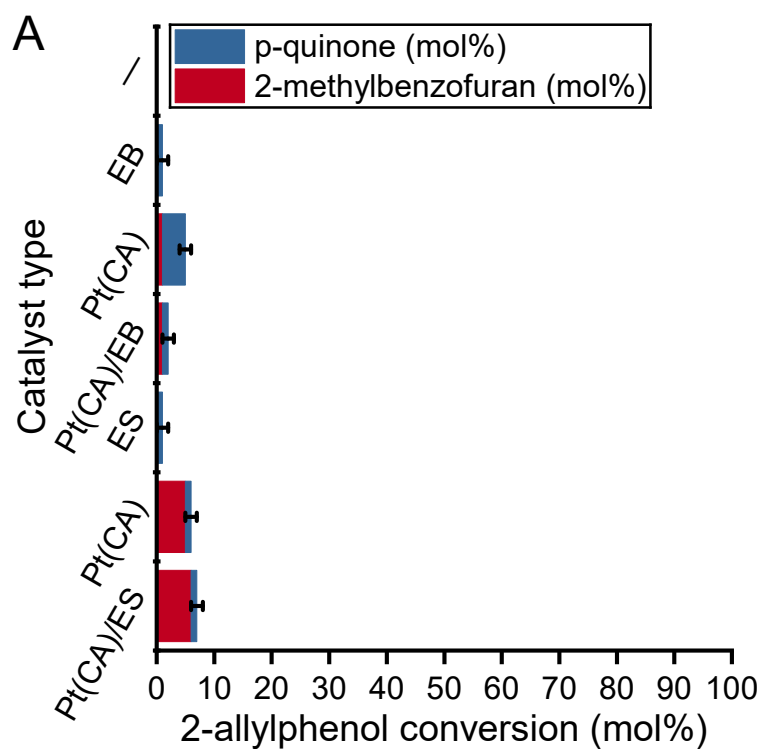 A
p-quinone (mol%)
2-methylbenzofuran (mol%)
Catalyst type
/
EB
Pt(CA)
Pt(CA)/EB
ES
Pt(CA)
Pt(CA)/ES
0 10 20 30 40 50 60 70 80 90 100
2-allylphenol conversion (mol%)